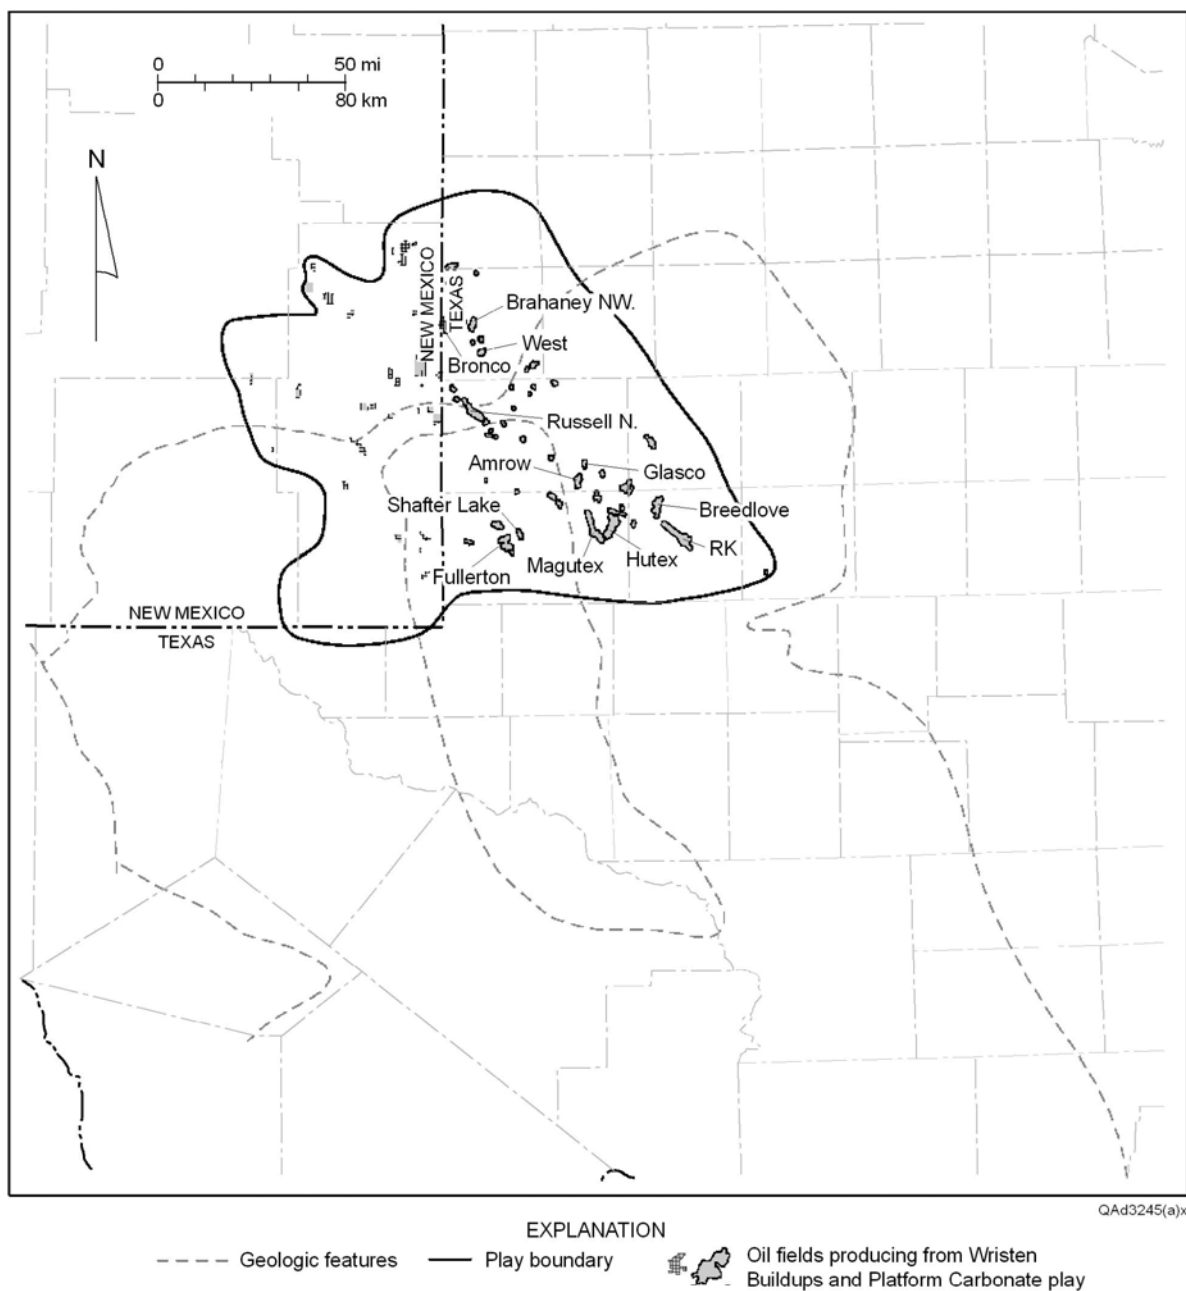 0 50 mi
0 80 km
N
NEW MEXICO
TEXAS
Brahaney NW.
West
Bronco
Russell N.
Amrow
Glasco
Shafter Lake
Breedlove
RK
Hutex
Magutex
Fullerton
NEW MEXICO
TEXAS
QAd3245(a)x
EXPLANATION
Geologic features
Play boundary
Oil fields producing from Wristen
Buildups and Platform Carbonate play